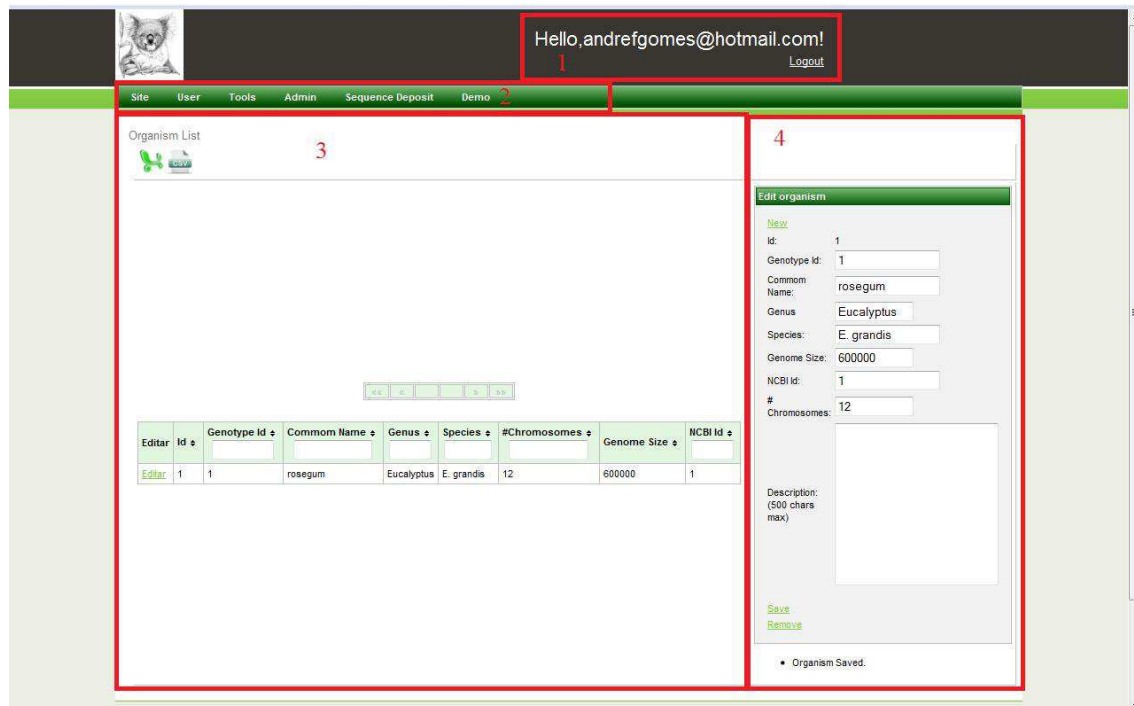 Hello,andrefgomes@hotmail.com!
1
Logout
Site User Tools Admin Sequence Deposit Demo 2
Organism List
3
CSV
4
Edit organism
New
Id: 1
Genotype Id: 1
Commom Name: rosegum
Genus Eucalyptus
Species: E. grandis
Genome Size: 600000
NCBI Id: 1
# Chromosomes: 12
Description: (500 chars max)
Save
Remove
Organism Saved.
«« « » »»
Editar Id Genotype Id Commom Name Genus Species #Chromosomes Genome Size NCBI Id
Editar 1 1 rosegum Eucalyptus E. grandis 12 600000 1